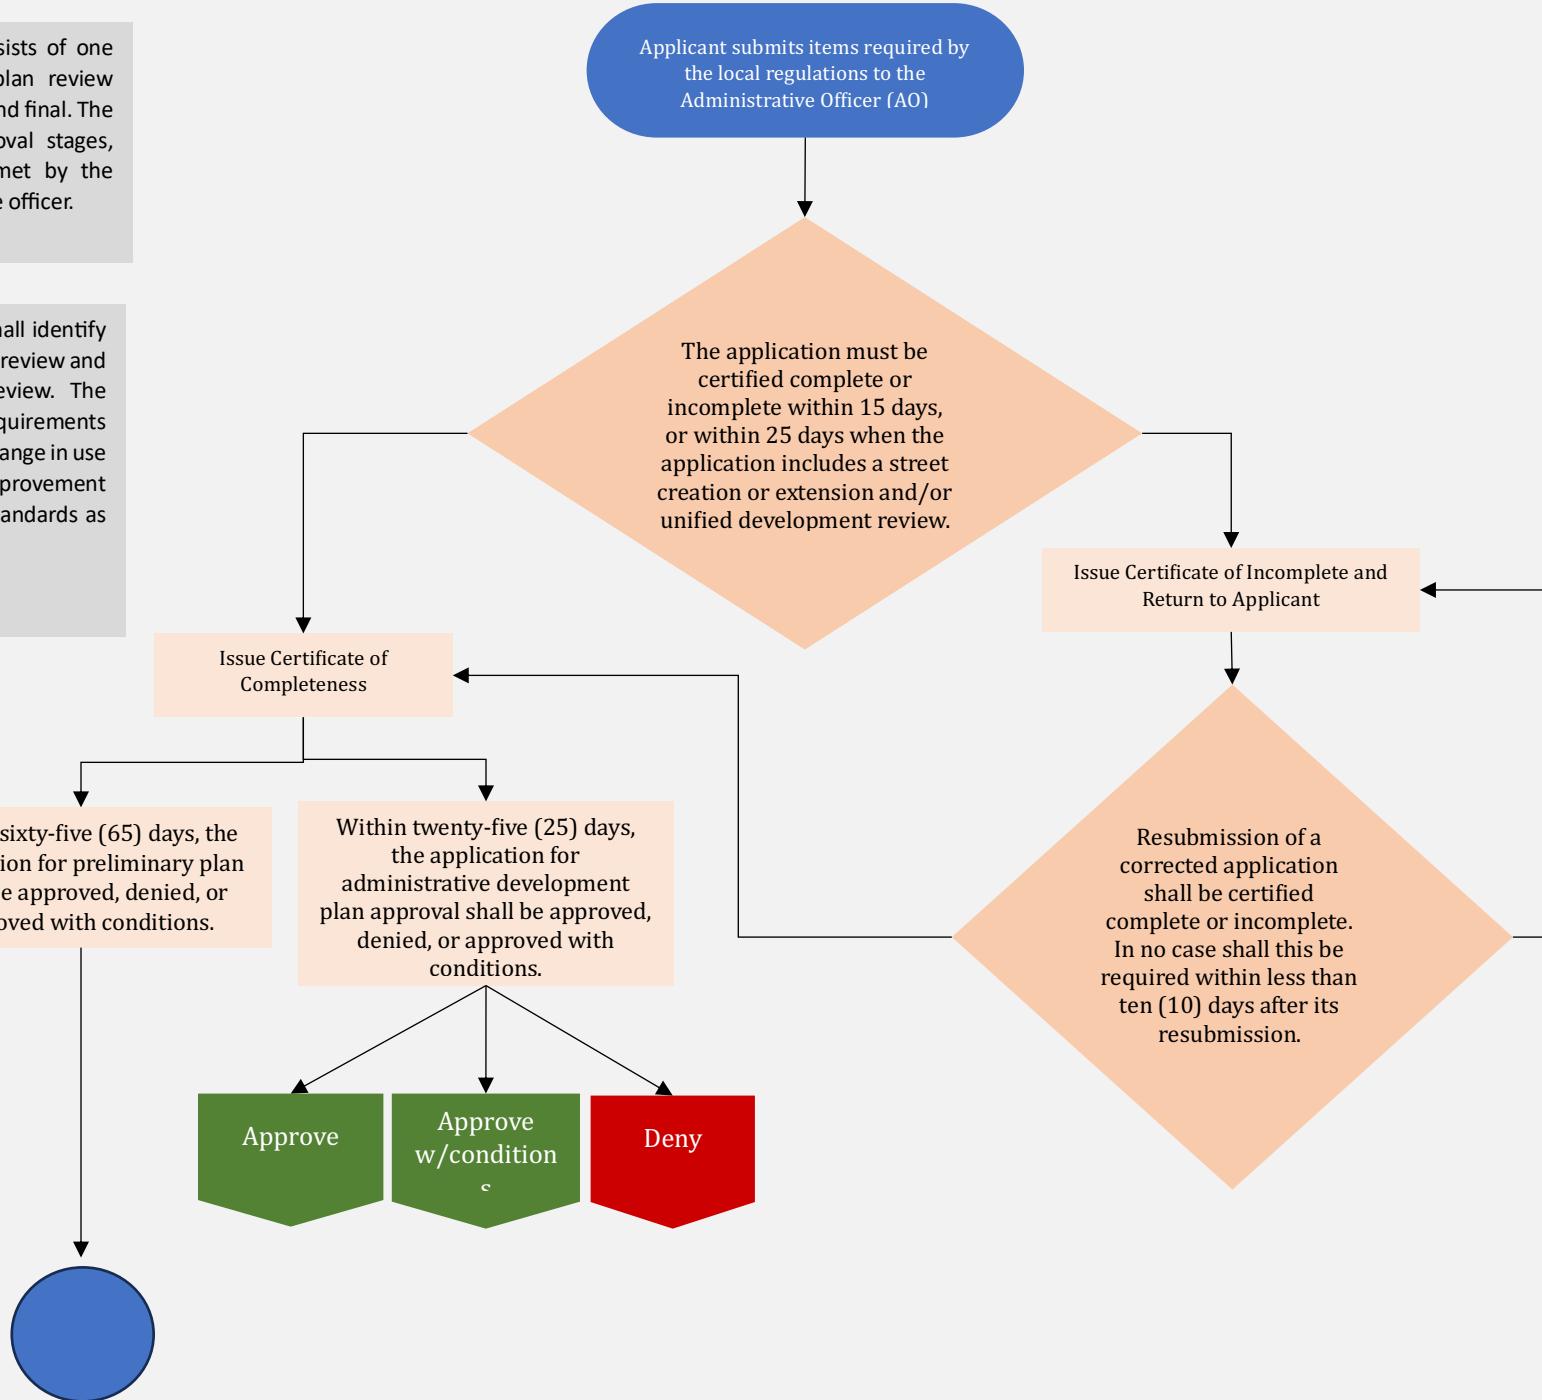 Applicant submits items required by
the local regulations to the
Administrative Officer (AO)
sists of one
plan review
nd final. The
oval stages,
met by the
e officer.
all identify
review and
eview. The
quirements
ange in use
provement
tandards as
The application must be
certified complete or
incomplete within 15 days,
or within 25 days when the
application includes a street
creation or extension and/or
unified development review.
Issue Certificate of Incomplete and
Return to Applicant
Issue Certificate of
Completeness
sixty-five (65) days, the
ion for preliminary plan
e approved, denied, or
oved with conditions.
Within twenty-five (25) days,
the application for
administrative development
plan approval shall be approved,
denied, or approved with
conditions.
Resubmission of a
corrected application
shall be certified
complete or incomplete.
In no case shall this be
required within less than
ten (10) days after its
resubmission.
Approve
Approve
w/condition
s
Deny